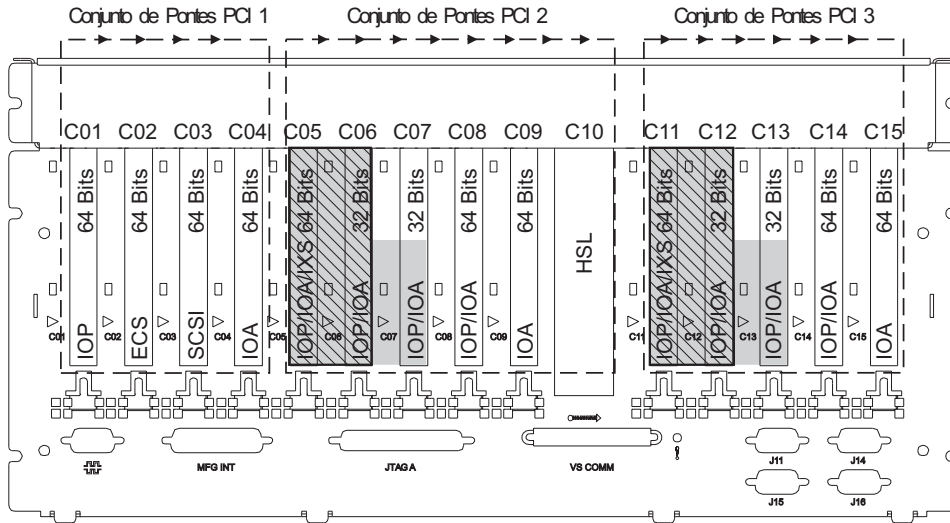 Conjunto de Pontes PCI 1
Conjunto de Pontes PCI 2
Conjunto de Pontes PCI 3
C01 C02 C03 C04 C05 C06 C07 C08 C09 C10 C11 C12 C13 C14 C15
IOP 64 Bits
ECS 64 Bits
SCSI 64 Bits
IOA 64 Bits
IOP/IOA/IXS 64 Bits
IOP/IOA 32 Bits
IOP/IOA 32 Bits
IOP/IOA 64 Bits
IOA 64 Bits
HSL
IOP/IOA/IXS 64 Bits
IOP/IOA 32 Bits
IOP/IOA 32 Bits
IOP/IOA 64 Bits
IOA 64 Bits
C01 C02 C03 C04 C05 C06 C07 C08 C09 C11 C12 C13 C14 C15
MFG INT
JTAG A
VS COMM
J11
J14
J15
J16